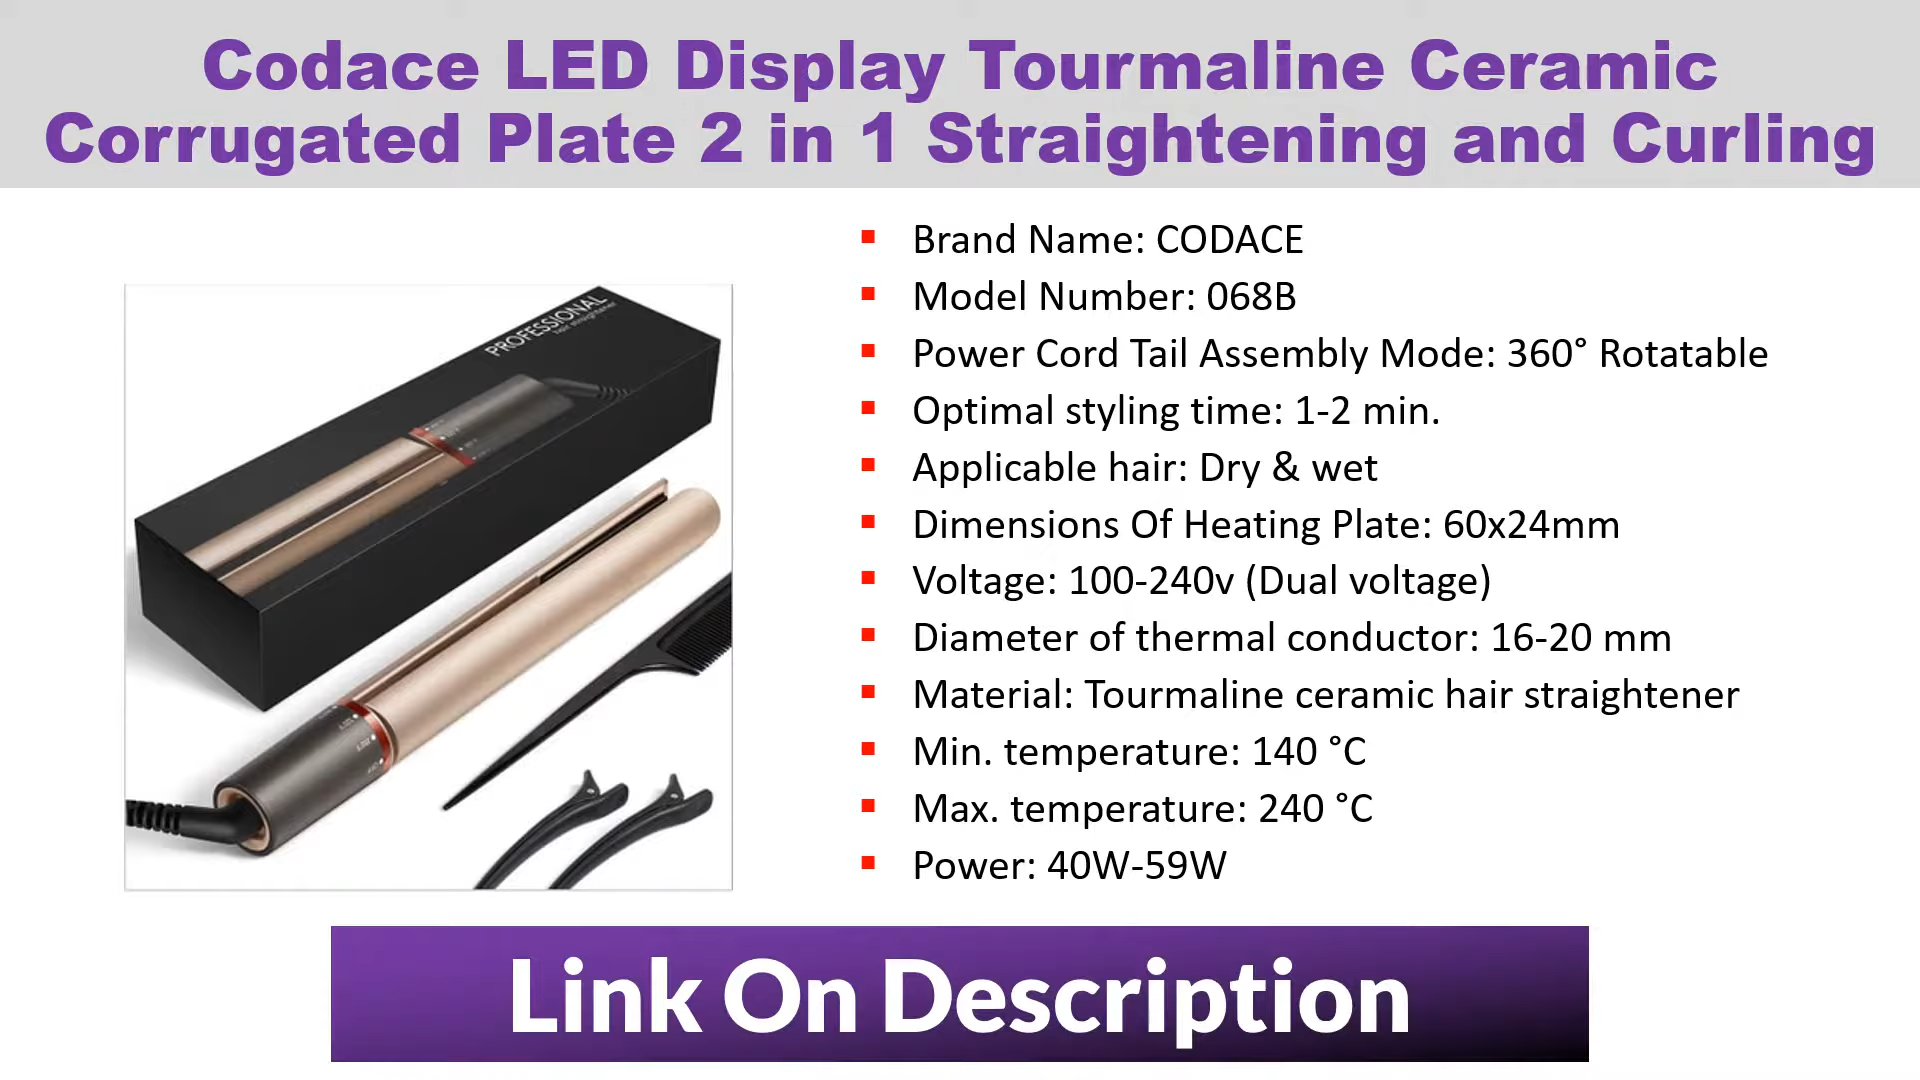 Codace LED Display Tourmaline Ceramic
Corrugated Plate 2 in 1 Straightening and Curling
PROFESSIONAL
hair straightener
Brand Name: CODACE
Model Number: 068B
Power Cord Tail Assembly Mode: 360° Rotatable
Optimal styling time: 1-2 min.
Applicable hair: Dry & wet
Dimensions Of Heating Plate: 60x24mm
Voltage: 100-240v (Dual voltage)
Diameter of thermal conductor: 16-20 mm
Material: Tourmaline ceramic hair straightener
Min. temperature: 140 °C
Max. temperature: 240 °C
Power: 40W-59W
Link On Description